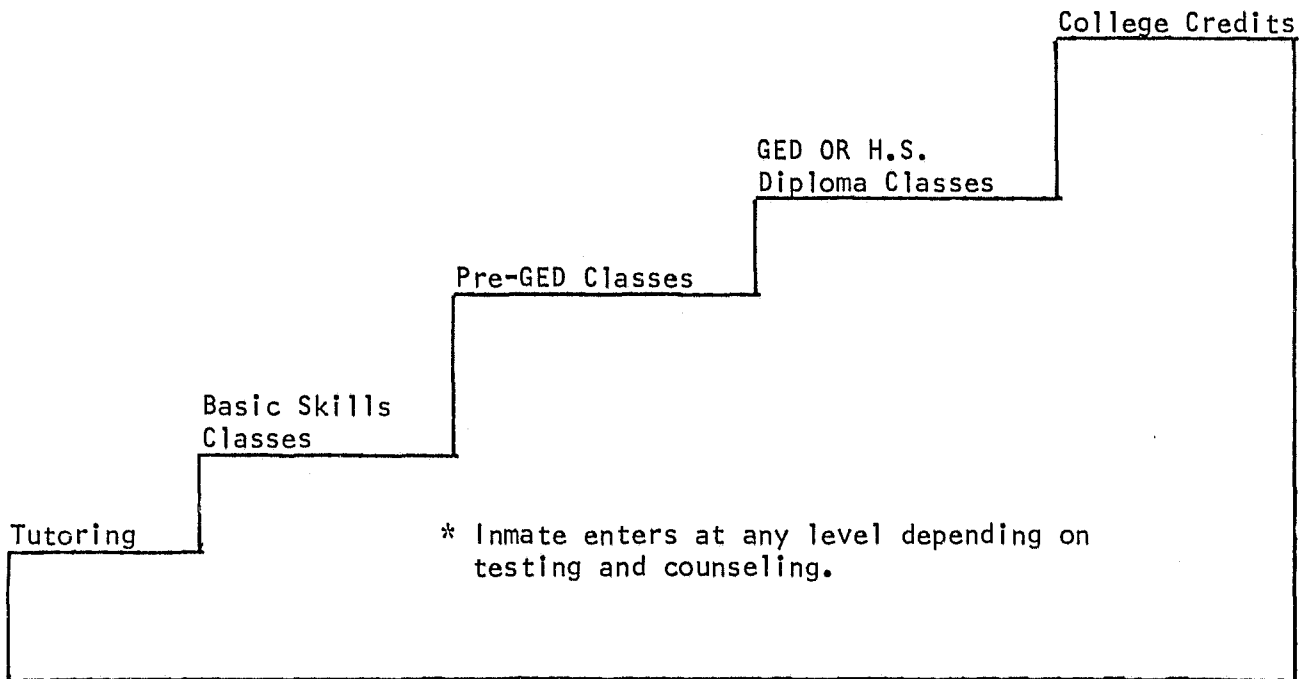 College Credits
GED OR H.S.
Diploma Classes
Pre-GED Classes
Basic Skills
Classes
Tutoring
* Inmate enters at any level depending on
testing and counseling.